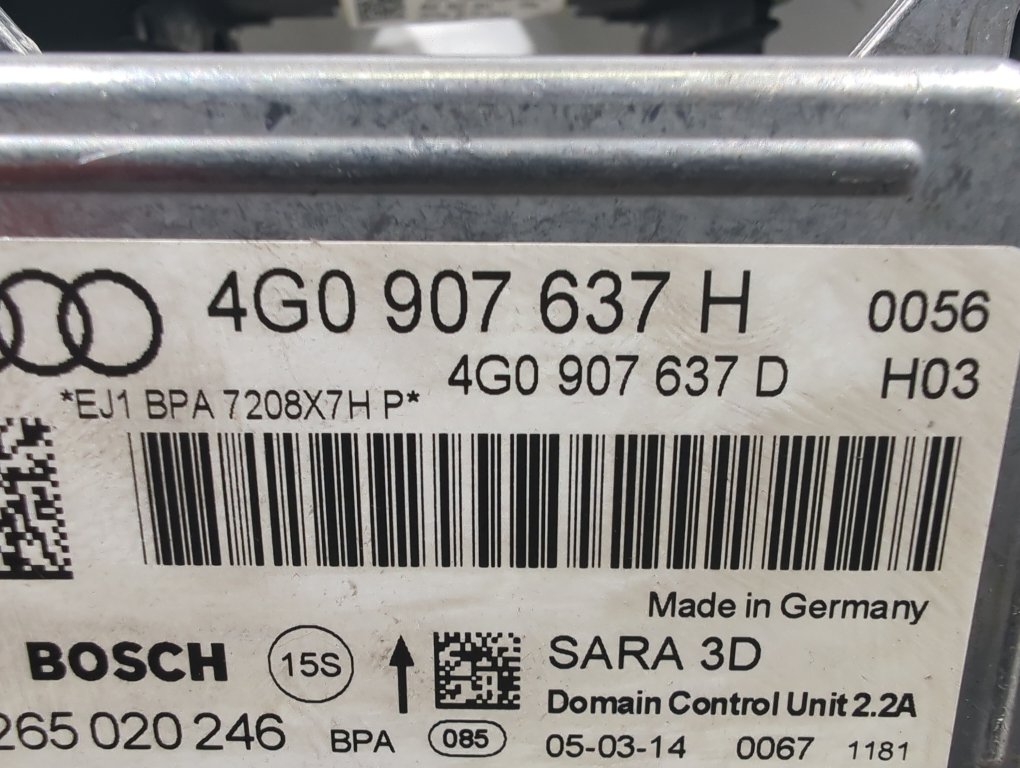 4G0 907 637 H 0056
4G0 907 637 D H03
*EJ1 BPA 7208X7H P*
Made in Germany
BOSCH 15S SARA 3D
Domain Control Unit 2.2A
265 020 246 BPA 085 05-03-14 0067 1181